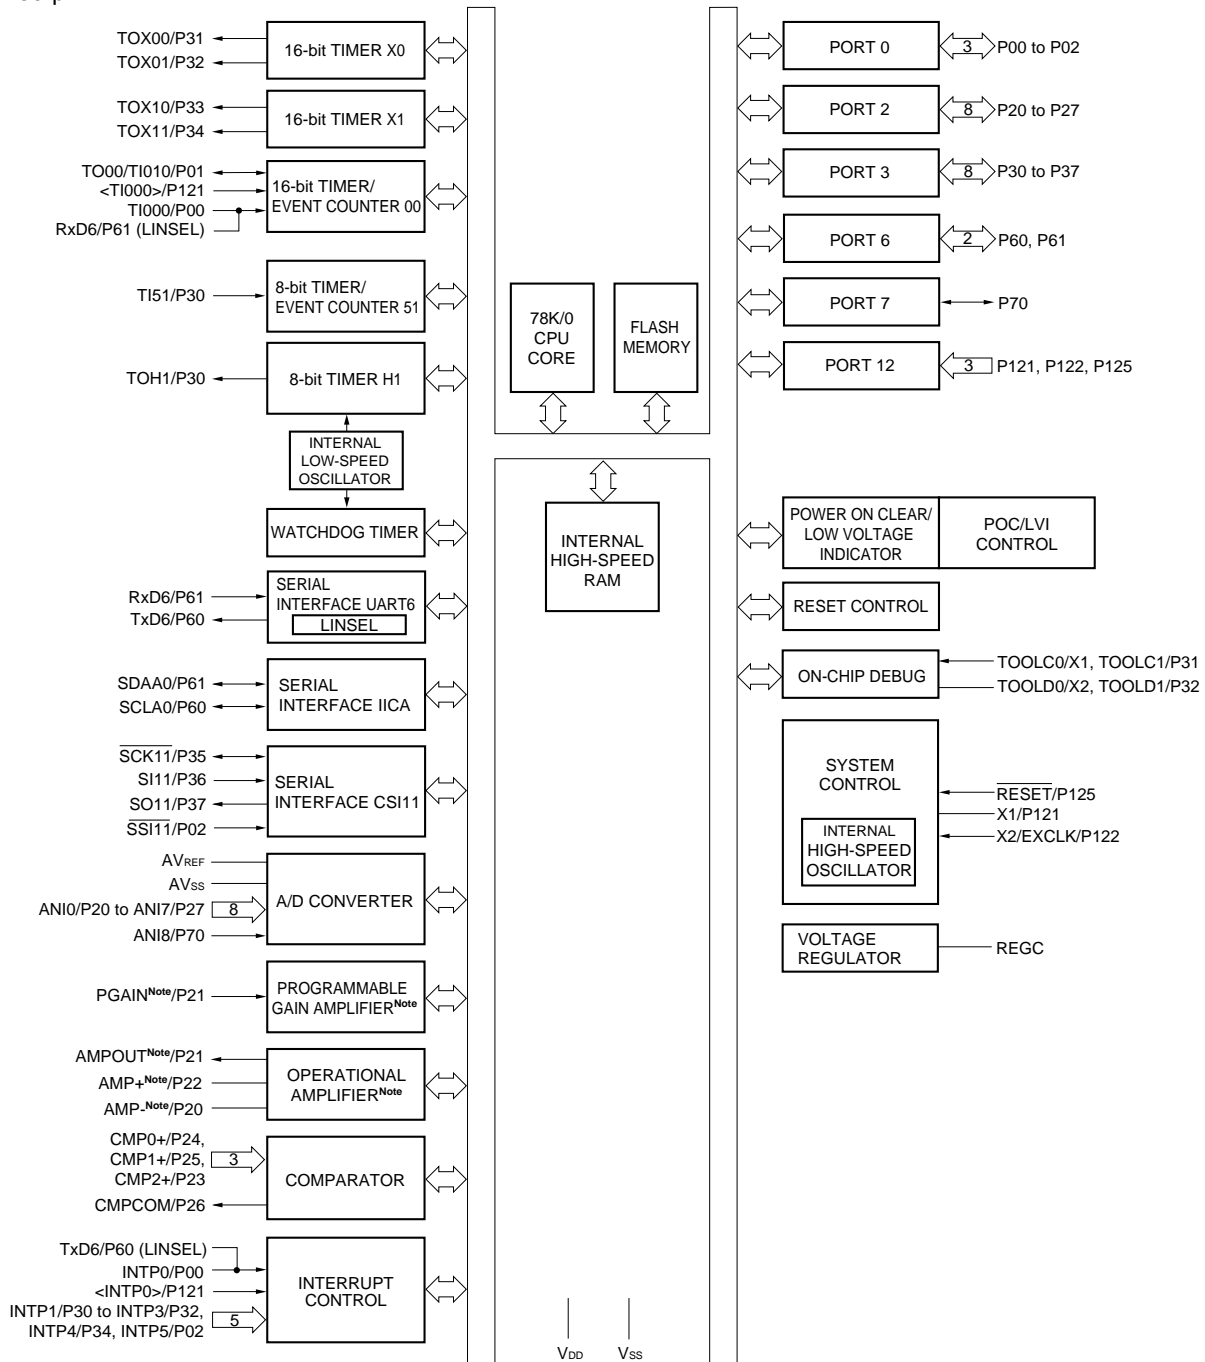 TOX00/P31
TOX01/P32
16-bit TIMER X0
TOX10/P33
TOX11/P34
16-bit TIMER X1
TO00/TI010/P01
<TI000>/P121
TI000/P00
RxD6/P61 (LINSEL)
16-bit TIMER/
EVENT COUNTER 00
TI51/P30
8-bit TIMER/
EVENT COUNTER 51
TOH1/P30
8-bit TIMER H1
INTERNAL
LOW-SPEED
OSCILLATOR
WATCHDOG TIMER
RxD6/P61
TxD6/P60
SERIAL
INTERFACE UART6
LINSEL
SDAA0/P61
SCLA0/P60
SERIAL
INTERFACE IICA
SCK11/P35
SI11/P36
SO11/P37
SSI11/P02
SERIAL
INTERFACE CSI11
AVREF
AVSS
ANI0/P20 to ANI7/P27 8
ANI8/P70
A/D CONVERTER
PGAINNote/P21
PROGRAMMABLE
GAIN AMPLIFIERNote
AMPOUTNote/P21
AMP+Note/P22
AMP-Note/P20
OPERATIONAL
AMPLIFIERNote
CMP0+/P24,
CMP1+/P25, 3
CMP2+/P23
CMPCOM/P26
COMPARATOR
TxD6/P60 (LINSEL)
INTP0/P00
<INTP0>/P121
INTP1/P30 to INTP3/P32,
INTP4/P34, INTP5/P02
5
INTERRUPT
CONTROL
78K/0
CPU
CORE
FLASH
MEMORY
INTERNAL
HIGH-SPEED
RAM
VDD
VSS
PORT 0 3 P00 to P02
PORT 2 8 P20 to P27
PORT 3 8 P30 to P37
PORT 6 2 P60, P61
PORT 7 P70
PORT 12 3 P121, P122, P125
POWER ON CLEAR/
LOW VOLTAGE
INDICATOR
POC/LVI
CONTROL
RESET CONTROL
ON-CHIP DEBUG
TOOLC0/X1, TOOLC1/P31
TOOLD0/X2, TOOLD1/P32
SYSTEM
CONTROL
INTERNAL
HIGH-SPEED
OSCILLATOR
RESET/P125
X1/P121
X2/EXCLK/P122
VOLTAGE
REGULATOR
REGC